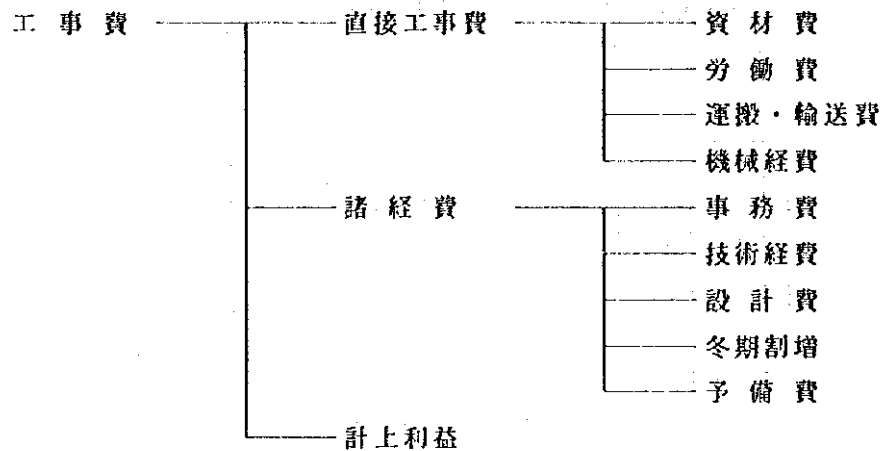 工事費 直接工事費 資材費
労働費
運搬・輸送費
機械経費
諸経費 事務費
技術経費
設計費
冬期割増
予備費
計上利益